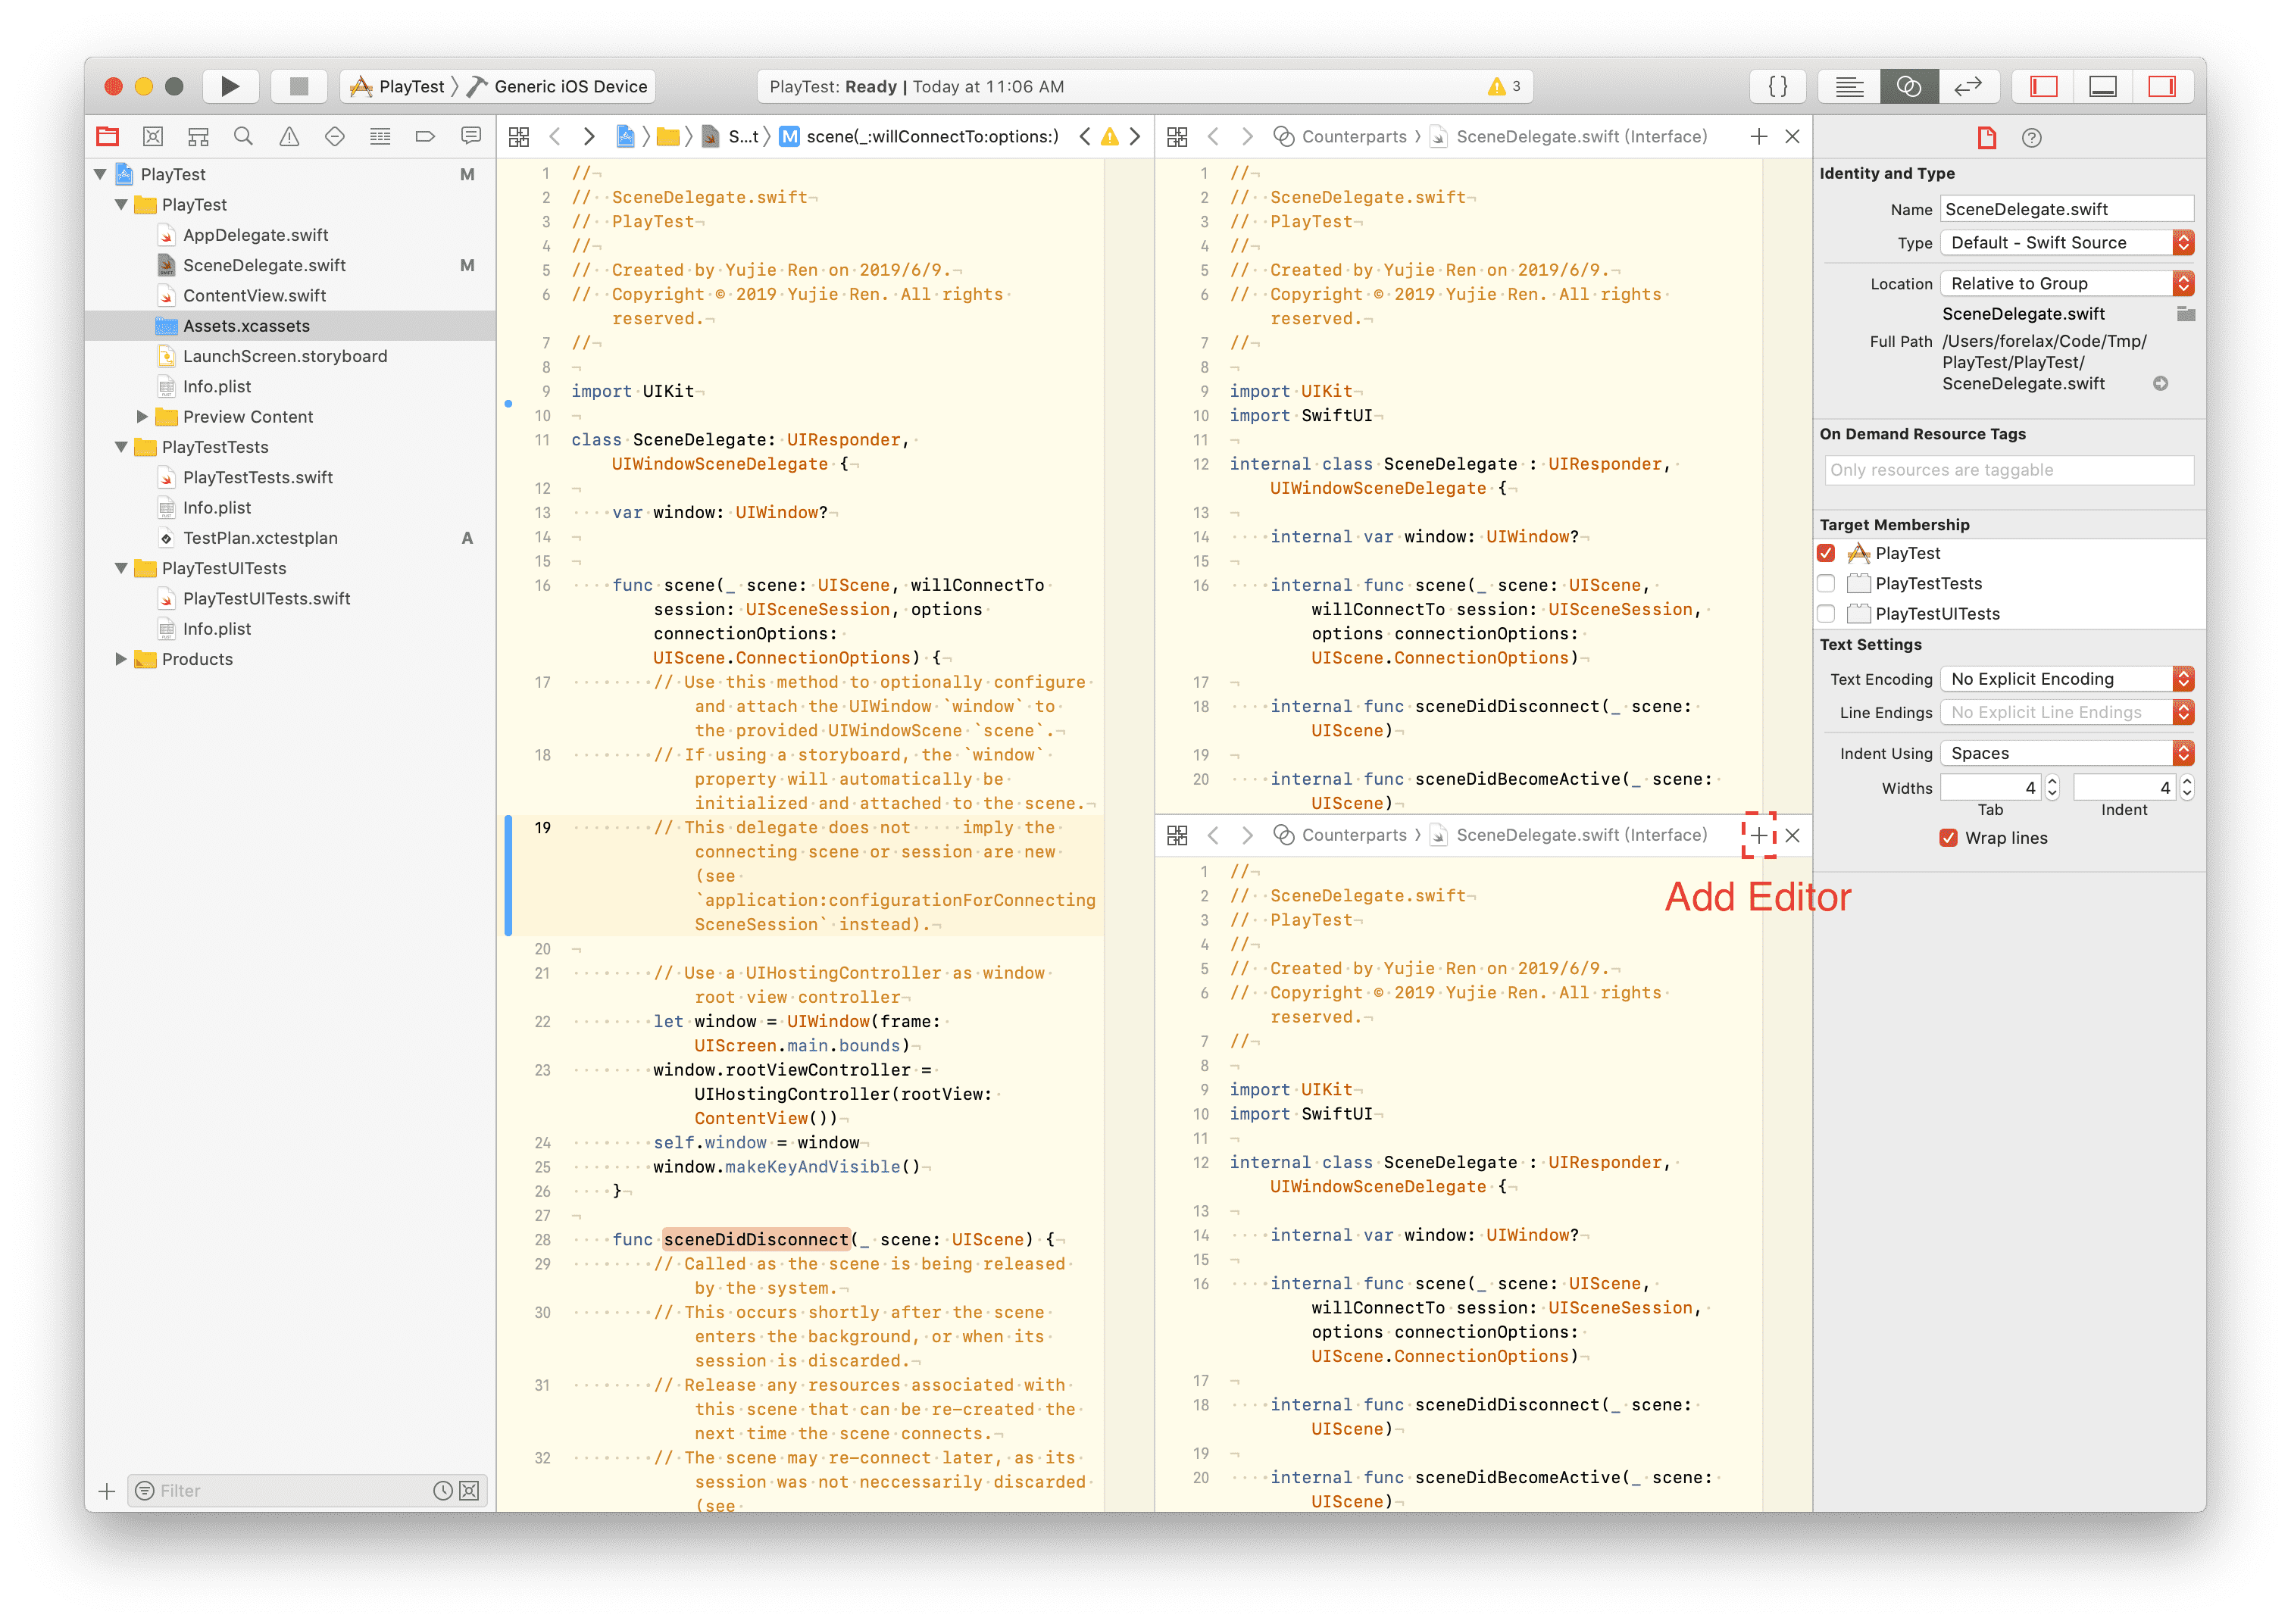 PlayTest 〉 Generic iOS Device
PlayTest: Ready | Today at 11:06 AM
3
{ }
PlayTest M
PlayTest
AppDelegate.swift
SceneDelegate.swift M
ContentView.swift
Assets.xcassets
LaunchScreen.storyboard
Info.plist
Preview Content
PlayTestTests
PlayTestTests.swift
Info.plist
TestPlan.xctestplan A
PlayTestUITests
PlayTestUITests.swift
Info.plist
Products
Filter
S...t 〉 M scene(_:willConnectTo:options:)
1 //
2 // SceneDelegate.swift
3 // PlayTest
4 //
5 // Created by Yujie Ren on 2019/6/9.
6 // Copyright © 2019 Yujie Ren. All rights
reserved.
7 //
8
9 import UIKit
10
11 class SceneDelegate: UIResponder,
UIWindowSceneDelegate {
12
13 var window: UIWindow?
14
15
16 func scene(_ scene: UIScene, willConnectTo
session: UISceneSession, options
connectionOptions:
UIScene.ConnectionOptions) {
17 // Use this method to optionally configure
and attach the UIWindow `window` to
the provided UIWindowScene `scene`.
18 // If using a storyboard, the `window`
property will automatically be
initialized and attached to the scene.
19 // This delegate does not imply the
connecting scene or session are new
(see
`application:configurationForConnecting
SceneSession` instead).
20
21 // Use a UIHostingController as window
root view controller
22 let window = UIWindow(frame:
UIScreen.main.bounds)
23 window.rootViewController =
UIHostingController(rootView:
ContentView())
24 self.window = window
25 window.makeKeyAndVisible()
26 }
27
28 func sceneDidDisconnect(_ scene: UIScene) {
29 // Called as the scene is being released
by the system.
30 // This occurs shortly after the scene
enters the background, or when its
session is discarded.
31 // Release any resources associated with
this scene that can be re-created the
next time the scene connects.
32 // The scene may re-connect later, as its
session was not neccessarily discarded
(see
Counterparts 〉 SceneDelegate.swift (Interface)
1 //
2 // SceneDelegate.swift
3 // PlayTest
4 //
5 // Created by Yujie Ren on 2019/6/9.
6 // Copyright © 2019 Yujie Ren. All rights
reserved.
7 //
8
9 import UIKit
10 import SwiftUI
11
12 internal class SceneDelegate : UIResponder,
UIWindowSceneDelegate {
13
14 internal var window: UIWindow?
15
16 internal func scene(_ scene: UIScene,
willConnectTo session: UISceneSession,
options connectionOptions:
UIScene.ConnectionOptions)
17
18 internal func sceneDidDisconnect(_ scene:
UIScene)
19
20 internal func sceneDidBecomeActive(_ scene:
UIScene)
Counterparts 〉 SceneDelegate.swift (Interface)
Add Editor
1 //
2 // SceneDelegate.swift
3 // PlayTest
4 //
5 // Created by Yujie Ren on 2019/6/9.
6 // Copyright © 2019 Yujie Ren. All rights
reserved.
7 //
8
9 import UIKit
10 import SwiftUI
11
12 internal class SceneDelegate : UIResponder,
UIWindowSceneDelegate {
13
14 internal var window: UIWindow?
15
16 internal func scene(_ scene: UIScene,
willConnectTo session: UISceneSession,
options connectionOptions:
UIScene.ConnectionOptions)
17
18 internal func sceneDidDisconnect(_ scene:
UIScene)
19
20 internal func sceneDidBecomeActive(_ scene:
UIScene)
Identity and Type
Name SceneDelegate.swift
Type Default - Swift Source
Location Relative to Group
SceneDelegate.swift
Full Path /Users/forelax/Code/Tmp/
PlayTest/PlayTest/
SceneDelegate.swift
On Demand Resource Tags
Only resources are taggable
Target Membership
PlayTest
PlayTestTests
PlayTestUITests
Text Settings
Text Encoding No Explicit Encoding
Line Endings No Explicit Line Endings
Indent Using Spaces
Widths 4 4
Tab Indent
Wrap lines